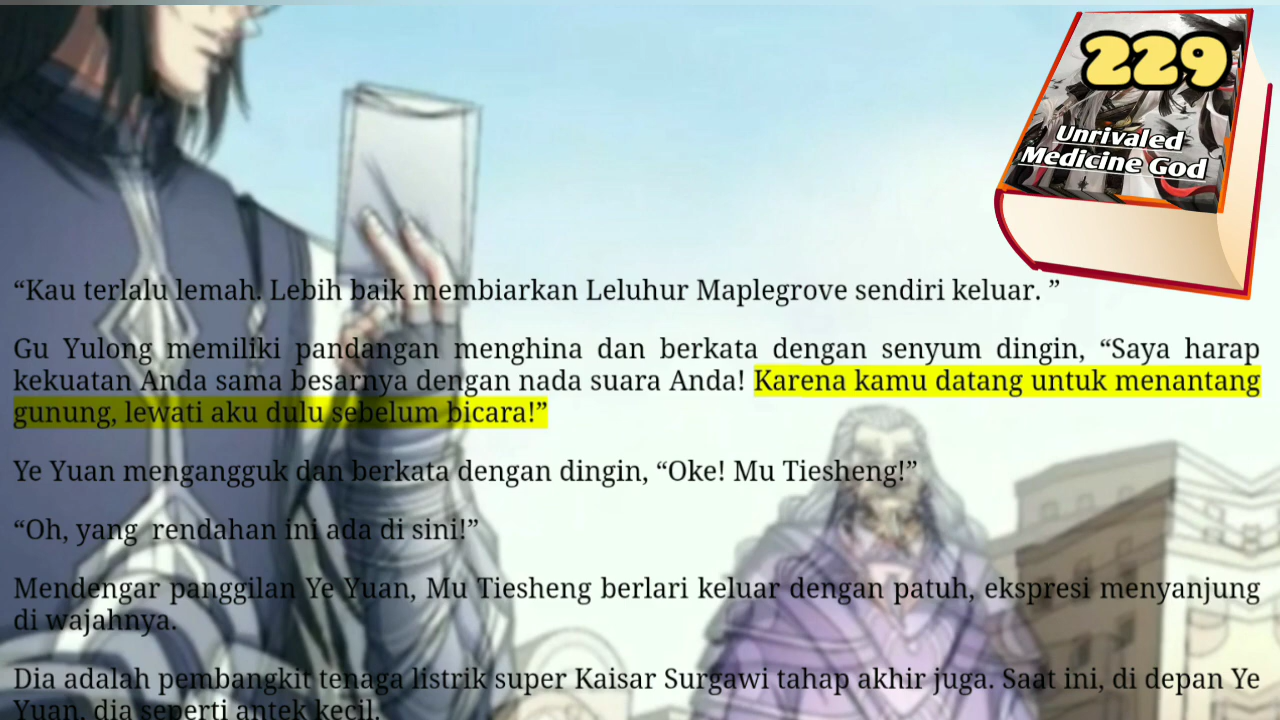 229
Unrivaled
Medicine God
“Kau terlalu lemah. Lebih baik membiarkan Leluhur Maplegrove sendiri keluar. ”
Gu Yulong memiliki pandangan menghina dan berkata dengan senyum dingin, “Saya harap
kekuatan Anda sama besarnya dengan nada suara Anda! Karena kamu datang untuk menantang
gunung, lewati aku dulu sebelum bicara!”
Ye Yuan mengangguk dan berkata dengan dingin, “Oke! Mu Tiesheng!”
“Oh, yang  rendahan ini ada di sini!”
Mendengar panggilan Ye Yuan, Mu Tiesheng berlari keluar dengan patuh, ekspresi menyanjung
di wajahnya.
Dia adalah pembangkit tenaga listrik super Kaisar Surgawi tahap akhir juga. Saat ini, di depan Ye
Yuan, dia seperti antek kecil.